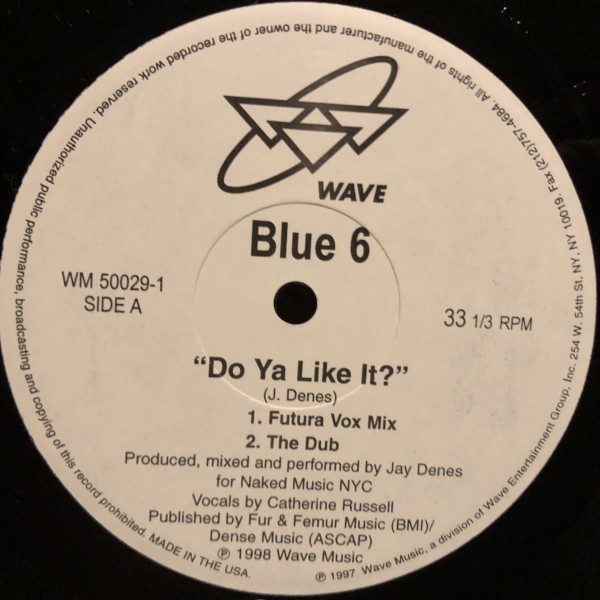 WAVE
Blue 6
WM 50029-1
SIDE A
33 1/3 RPM
"Do Ya Like It?"
(J. Denes)
1. Futura Vox Mix
2. The Dub
Produced, mixed and performed by Jay Denes
for Naked Music NYC
Vocals by Catherine Russell
Published by Fur & Femur Music (BMI)/
Dense Music (ASCAP)
℗ 1998 Wave Music
℗ 1997 Wave Music, a division of Wave Entertainment Group, Inc. 254 W. 54th St, NY, NY 10019. Fax (212)757-4684. All rights of the manufacturer and the owner of the recorded work reserved. Unauthorized public performance, broadcasting and copying of this record prohibited. MADE IN THE USA.